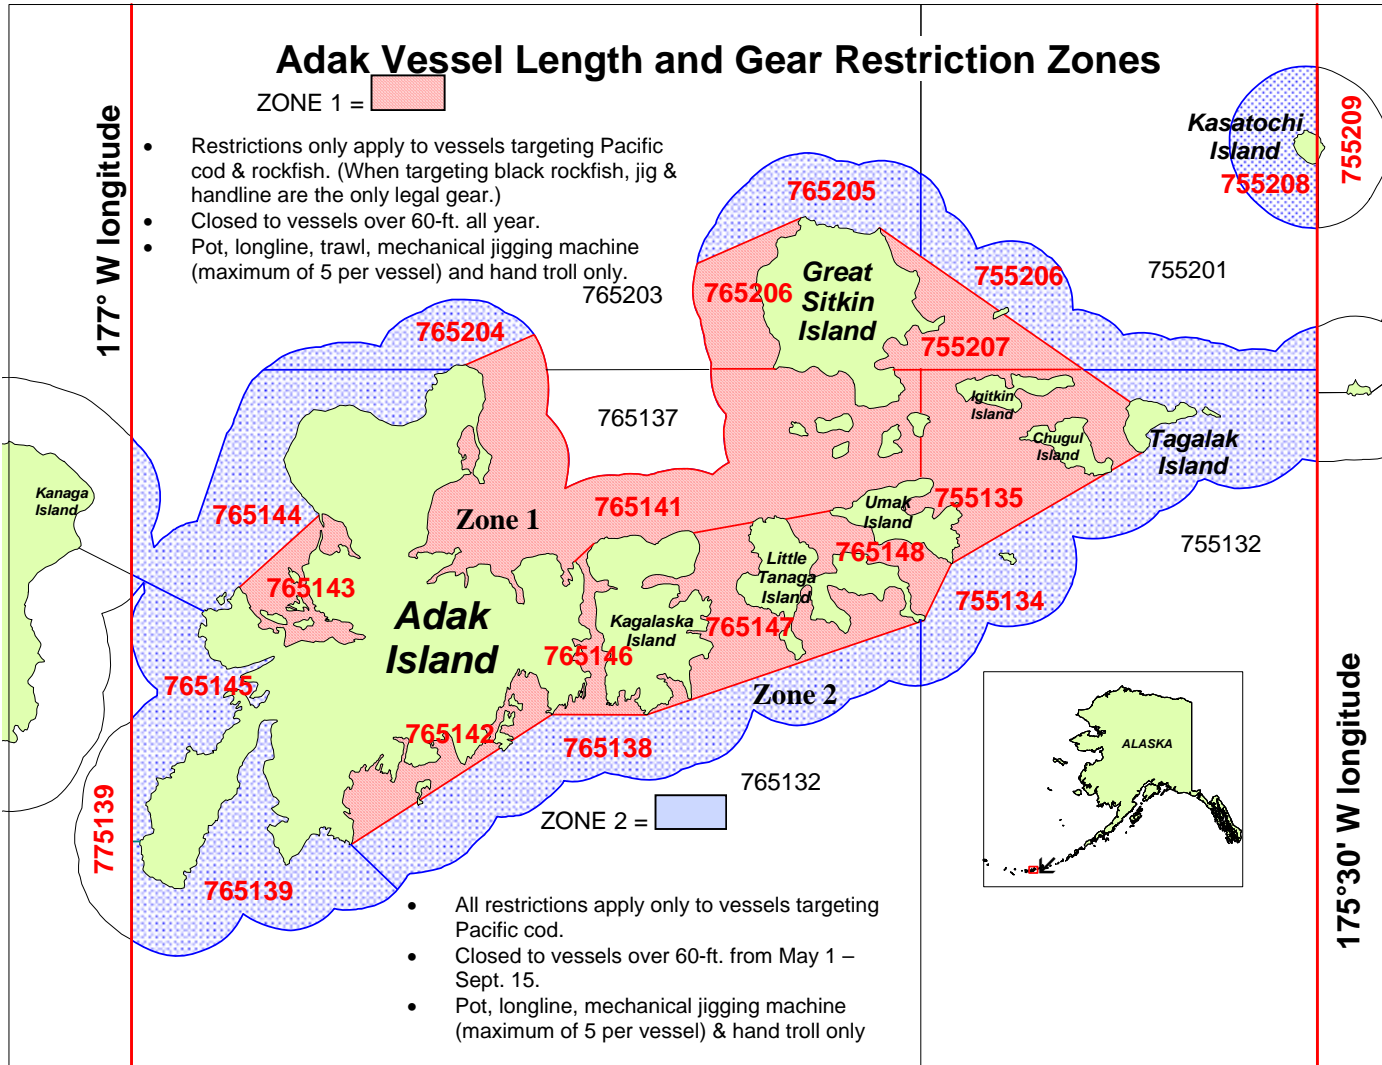 Adak Vessel Length and Gear Restriction Zones
ZONE 1 =
• Restrictions only apply to vessels targeting Pacific
cod & rockfish. (When targeting black rockfish, jig &
handline are the only legal gear.)
• Closed to vessels over 60-ft. all year.
• Pot, longline, trawl, mechanical jigging machine
(maximum of 5 per vessel) and hand troll only.
177° W longitude
Kasatochi
Island
755208
755209
765205
755206
755201
765203
765206
Great
Sitkin
Island
765204
755207
765137
Igitkin
Island
Chugul
Island
Tagalak
Island
Kanaga
Island
765144
Zone 1
765141
Umak
Island
755135
755132
765143
Little
Tanaga
Island
765148
755134
Adak
Island
Kagalaska
Island
765147
765146
765145
Zone 2
765142
765138
765132
775139
ZONE 2 =
765139
ALASKA
175°30' W longitude
• All restrictions apply only to vessels targeting
Pacific cod.
• Closed to vessels over 60-ft. from May 1 –
Sept. 15.
• Pot, longline, mechanical jigging machine
(maximum of 5 per vessel) & hand troll only